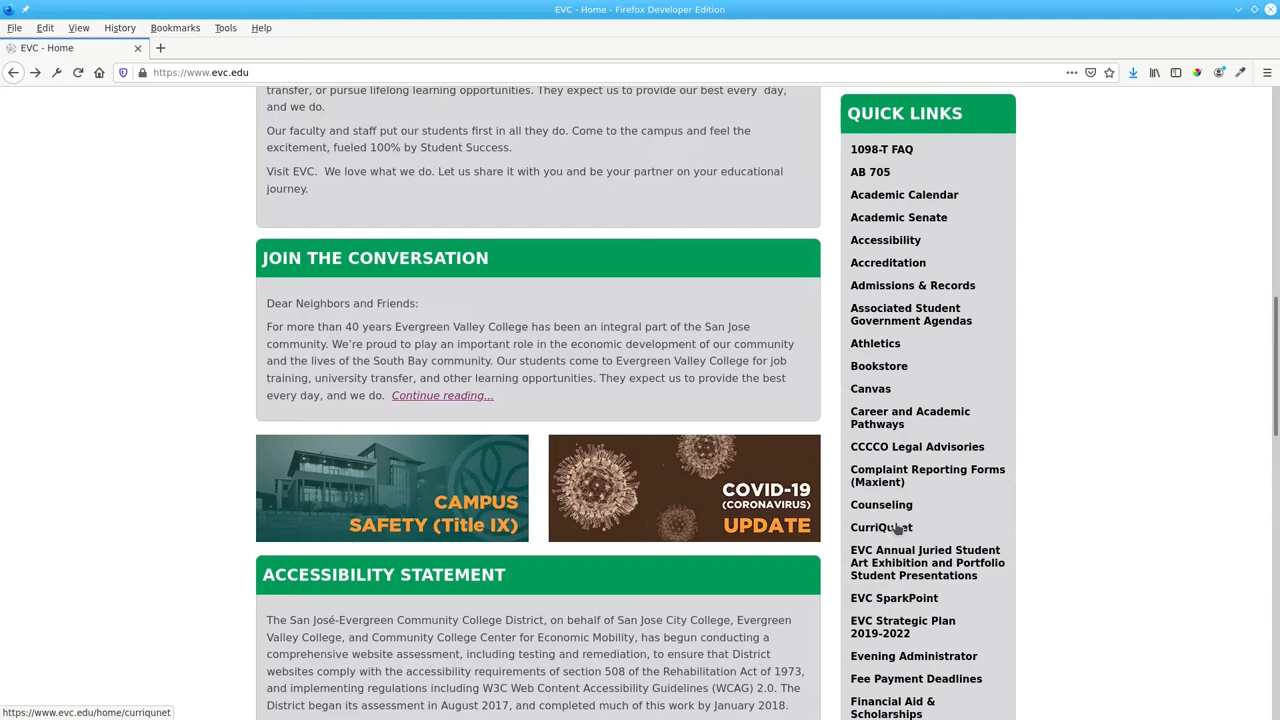 EVC - Home - Firefox Developer Edition
File Edit View History Bookmarks Tools Help
EVC - Home
https://www.evc.edu
transfer, or pursue lifelong learning opportunities. They expect us to provide our best every  day,
and we do.
Our faculty and staff put our students first in all they do. Come to the campus and feel the
excitement, fueled 100% by Student Success.
Visit EVC.  We love what we do. Let us share it with you and be your partner on your educational
journey.
JOIN THE CONVERSATION
Dear Neighbors and Friends:
For more than 40 years Evergreen Valley College has been an integral part of the San Jose
community. We’re proud to play an important role in the economic development of our community
and the lives of the South Bay community. Our students come to Evergreen Valley College for job
training, university transfer, and other learning opportunities. They expect us to provide the best
every day, and we do.  Continue reading...
CAMPUS
SAFETY (Title IX)
COVID-19
(CORONAVIRUS)
UPDATE
ACCESSIBILITY STATEMENT
The San José-Evergreen Community College District, on behalf of San Jose City College, Evergreen
Valley College, and Community College Center for Economic Mobility, has begun conducting a
comprehensive website assessment, including testing and remediation, to ensure that District
websites comply with the accessibility requirements of section 508 of the Rehabilitation Act of 1973,
and implementing regulations including W3C Web Content Accessibility Guidelines (WCAG) 2.0. The
District began its assessment in August 2017, and completed much of this work by January 2018.
QUICK LINKS
1098-T FAQ
AB 705
Academic Calendar
Academic Senate
Accessibility
Accreditation
Admissions & Records
Associated Student
Government Agendas
Athletics
Bookstore
Canvas
Career and Academic
Pathways
CCCCO Legal Advisories
Complaint Reporting Forms
(Maxient)
Counseling
CurriQunet
EVC Annual Juried Student
Art Exhibition and Portfolio
Student Presentations
EVC SparkPoint
EVC Strategic Plan
2019-2022
Evening Administrator
Fee Payment Deadlines
Financial Aid &
Scholarships
https://www.evc.edu/home/curriqunet